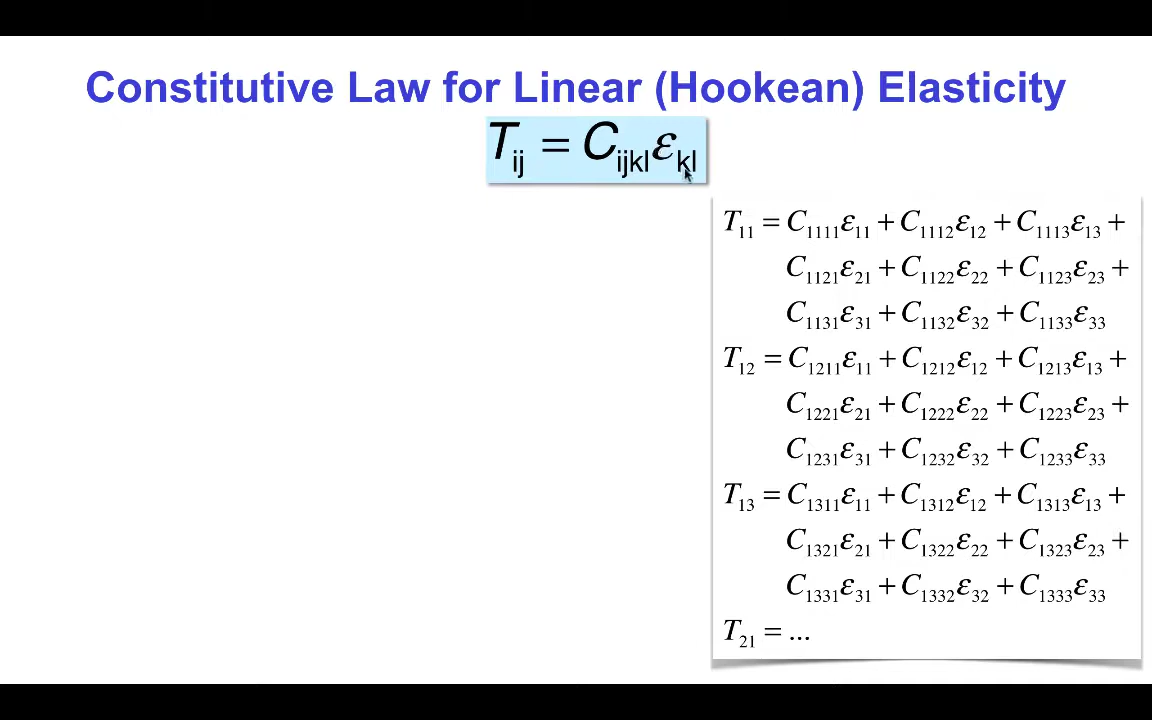 Constitutive Law for Linear (Hookean) Elasticity
T_ij = C_ijkl ε_kl
T_11 = C_1111 ε_11 + C_1112 ε_12 + C_1113 ε_13 +
C_1121 ε_21 + C_1122 ε_22 + C_1123 ε_23 +
C_1131 ε_31 + C_1132 ε_32 + C_1133 ε_33
T_12 = C_1211 ε_11 + C_1212 ε_12 + C_1213 ε_13 +
C_1221 ε_21 + C_1222 ε_22 + C_1223 ε_23 +
C_1231 ε_31 + C_1232 ε_32 + C_1233 ε_33
T_13 = C_1311 ε_11 + C_1312 ε_12 + C_1313 ε_13 +
C_1321 ε_21 + C_1322 ε_22 + C_1323 ε_23 +
C_1331 ε_31 + C_1332 ε_32 + C_1333 ε_33
T_21 = ...